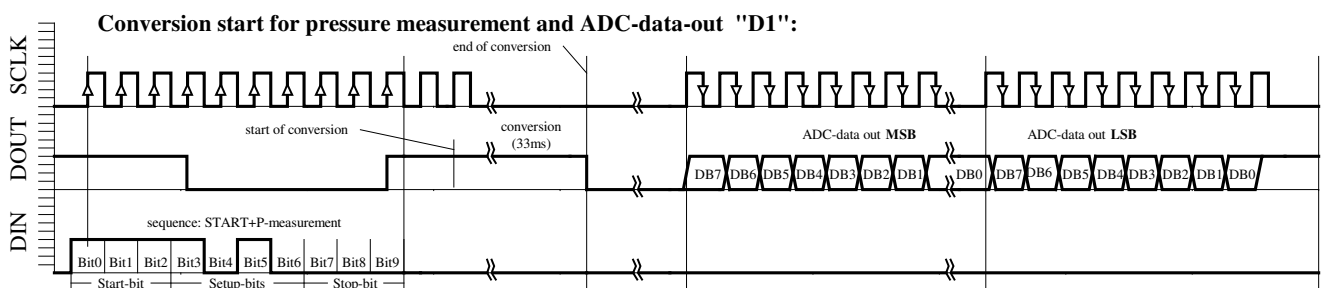 Conversion start for pressure measurement and ADC-data-out "D1":
end of conversion
SCLK
start of conversion
conversion
(33ms)
ADC-data out MSB
ADC-data out LSB
DOUT
DB7 DB6 DB5 DB4 DB3 DB2 DB1 DB0 DB7 DB6 DB5 DB4 DB3 DB2 DB1 DB0
sequence: START+P-measurement
DIN
Bit0 Bit1 Bit2 Bit3 Bit4 Bit5 Bit6 Bit7 Bit8 Bit9
Start-bit Setup-bits Stop-bit